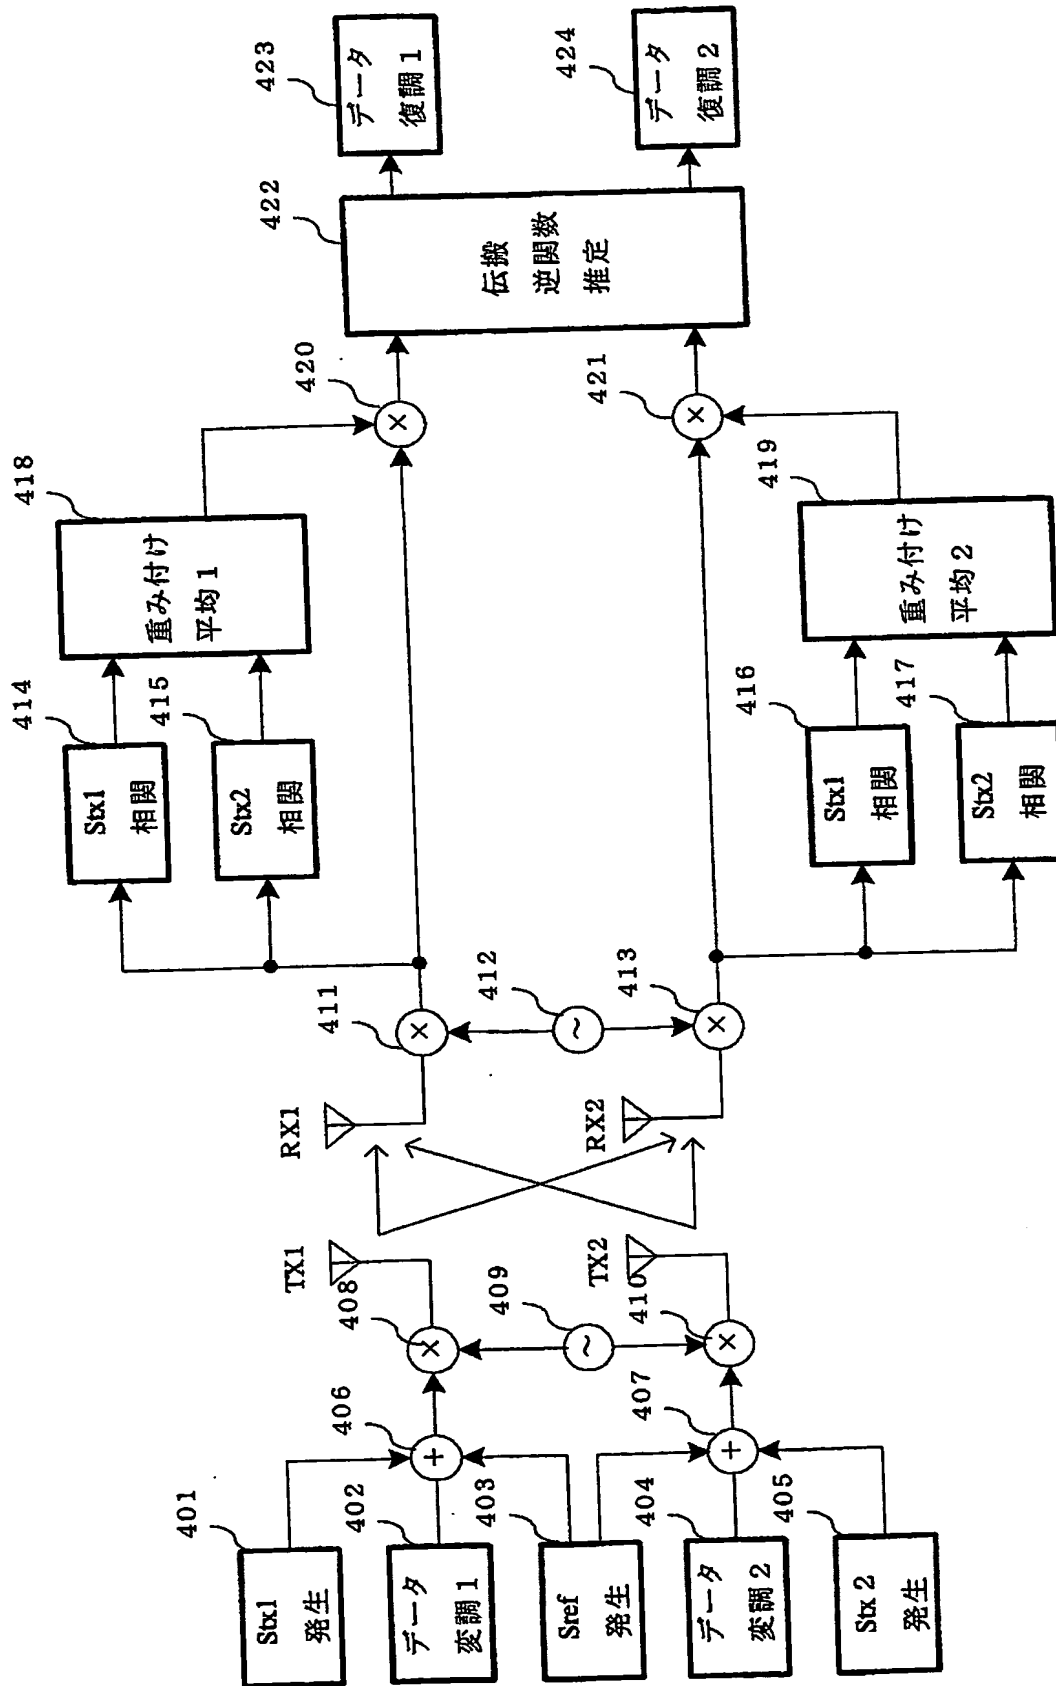 401
Stx1
発生
402
データ
変調1
403
Sref
発生
404
データ
変調2
405
Stx2
発生
406
+
407
+
408
×
409
~
410
×
TX1
TX2
RX1
RX2
411
×
412
~
413
×
414
Stx1
相関
415
Stx2
相関
416
Stx1
相関
417
Stx2
相関
418
重み付け
平均1
419
重み付け
平均2
420
×
421
×
422
伝搬
逆関数
推定
423
データ
復調1
424
データ
復調2